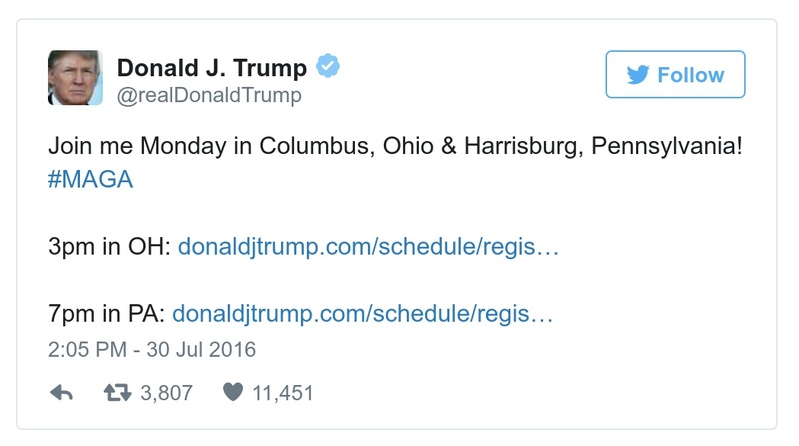 Donald J. Trump
@realDonaldTrump
Follow
Join me Monday in Columbus, Ohio & Harrisburg, Pennsylvania!
#MAGA
3pm in OH: donaldjtrump.com/schedule/regis…
7pm in PA: donaldjtrump.com/schedule/regis…
2:05 PM - 30 Jul 2016
3,807 11,451